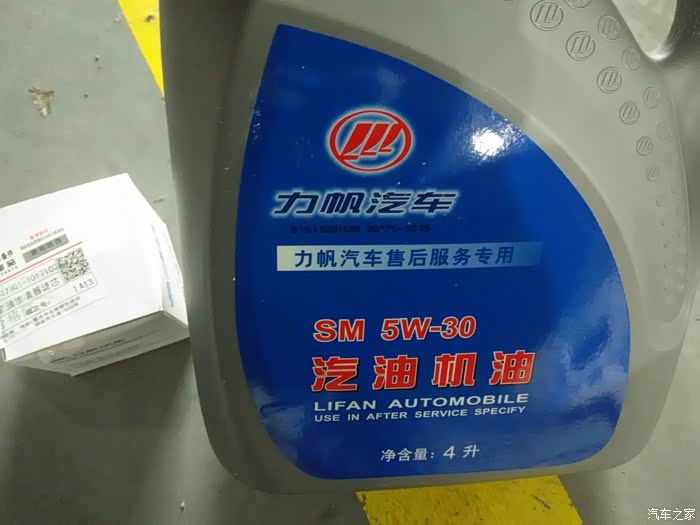 力帆汽车
力帆汽车售后服务专用
SM 5W-30
汽油机油
LIFAN AUTOMOBILE
USE IN AFTER SERVICE SPECIFY
净含量：4升
1A13
汽车之家